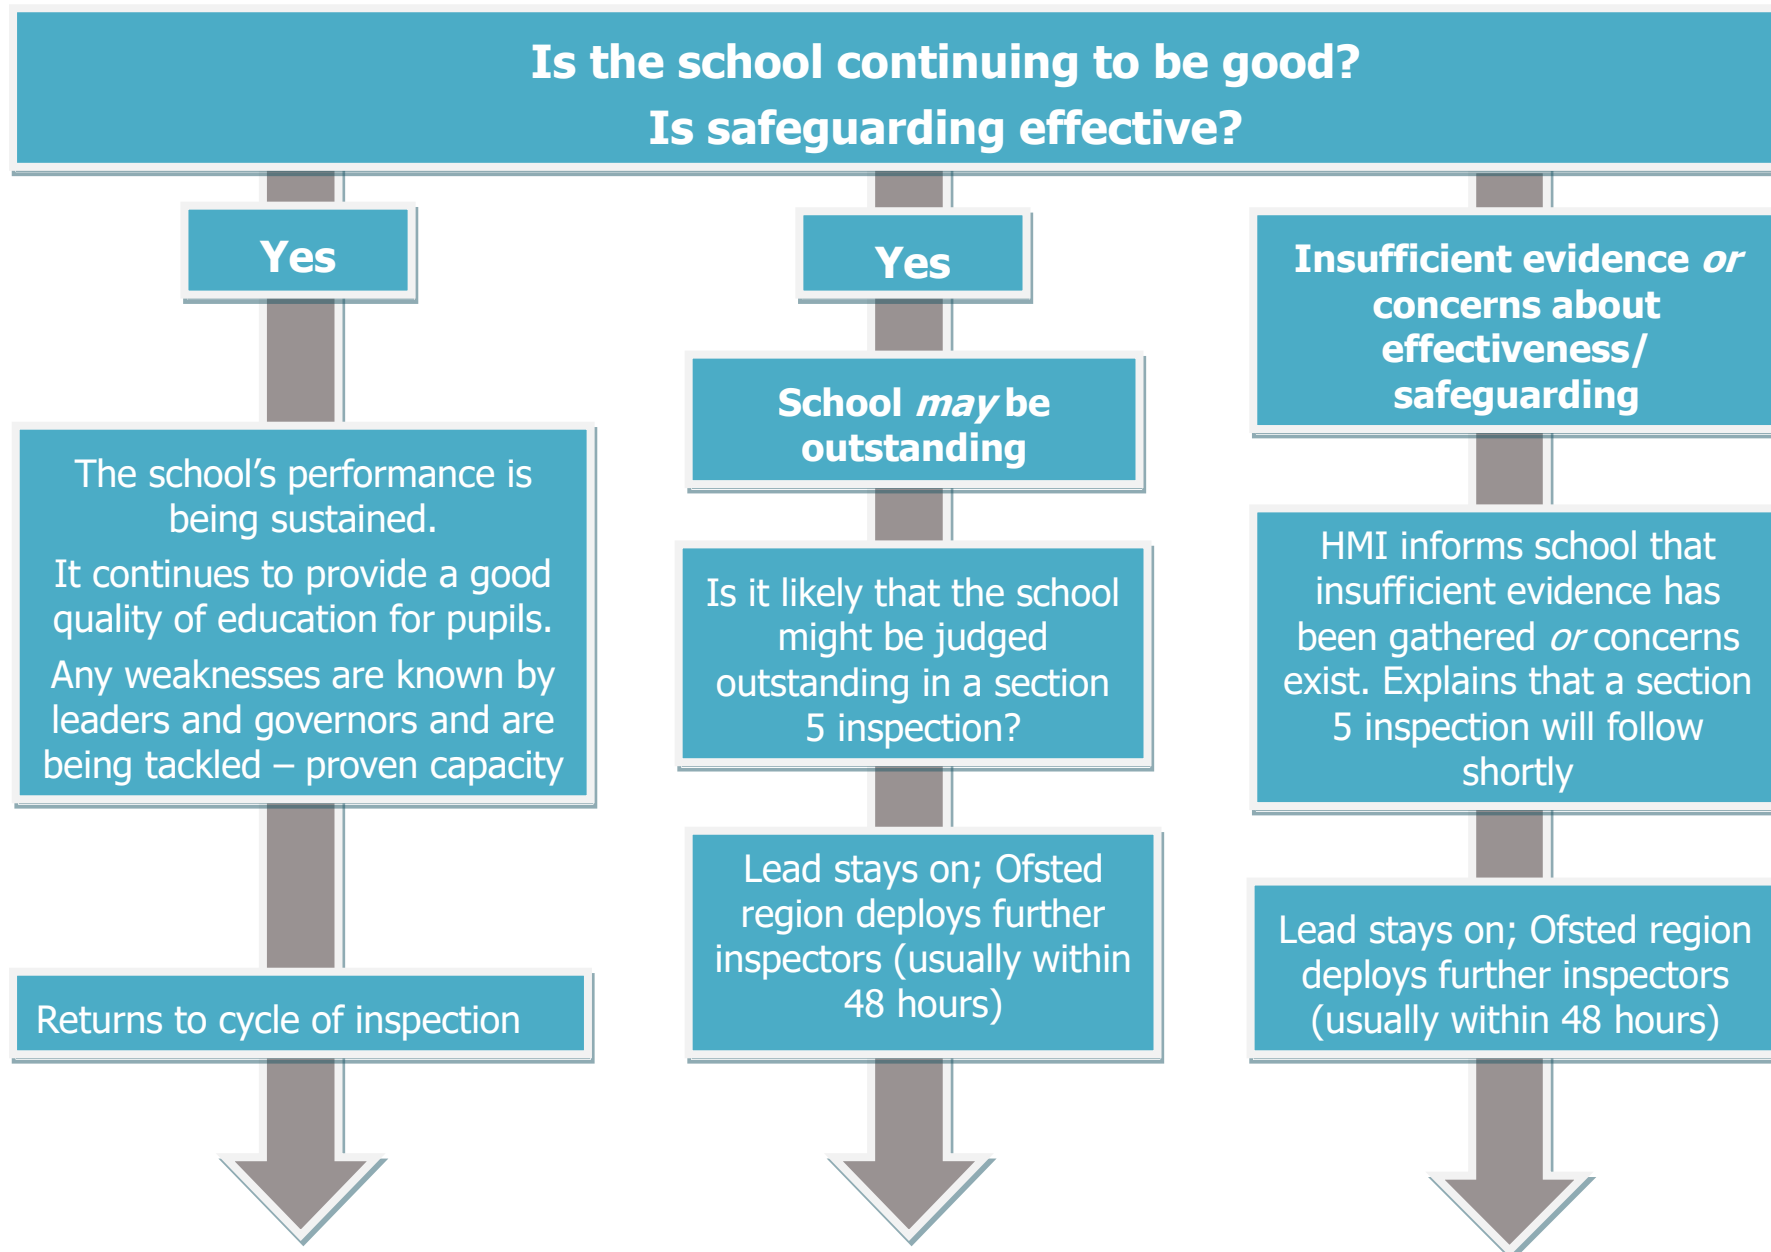 Is the school continuing to be good?
Is safeguarding effective?
Yes
The school’s performance is
being sustained.
It continues to provide a good
quality of education for pupils.
Any weaknesses are known by
leaders and governors and are
being tackled – proven capacity
Returns to cycle of inspection
Yes
School may be
outstanding
Is it likely that the school
might be judged
outstanding in a section
5 inspection?
Lead stays on; Ofsted
region deploys further
inspectors (usually within
48 hours)
Insufficient evidence or
concerns about
effectiveness/
safeguarding
HMI informs school that
insufficient evidence has
been gathered or concerns
exist. Explains that a section
5 inspection will follow
shortly
Lead stays on; Ofsted region
deploys further inspectors
(usually within 48 hours)